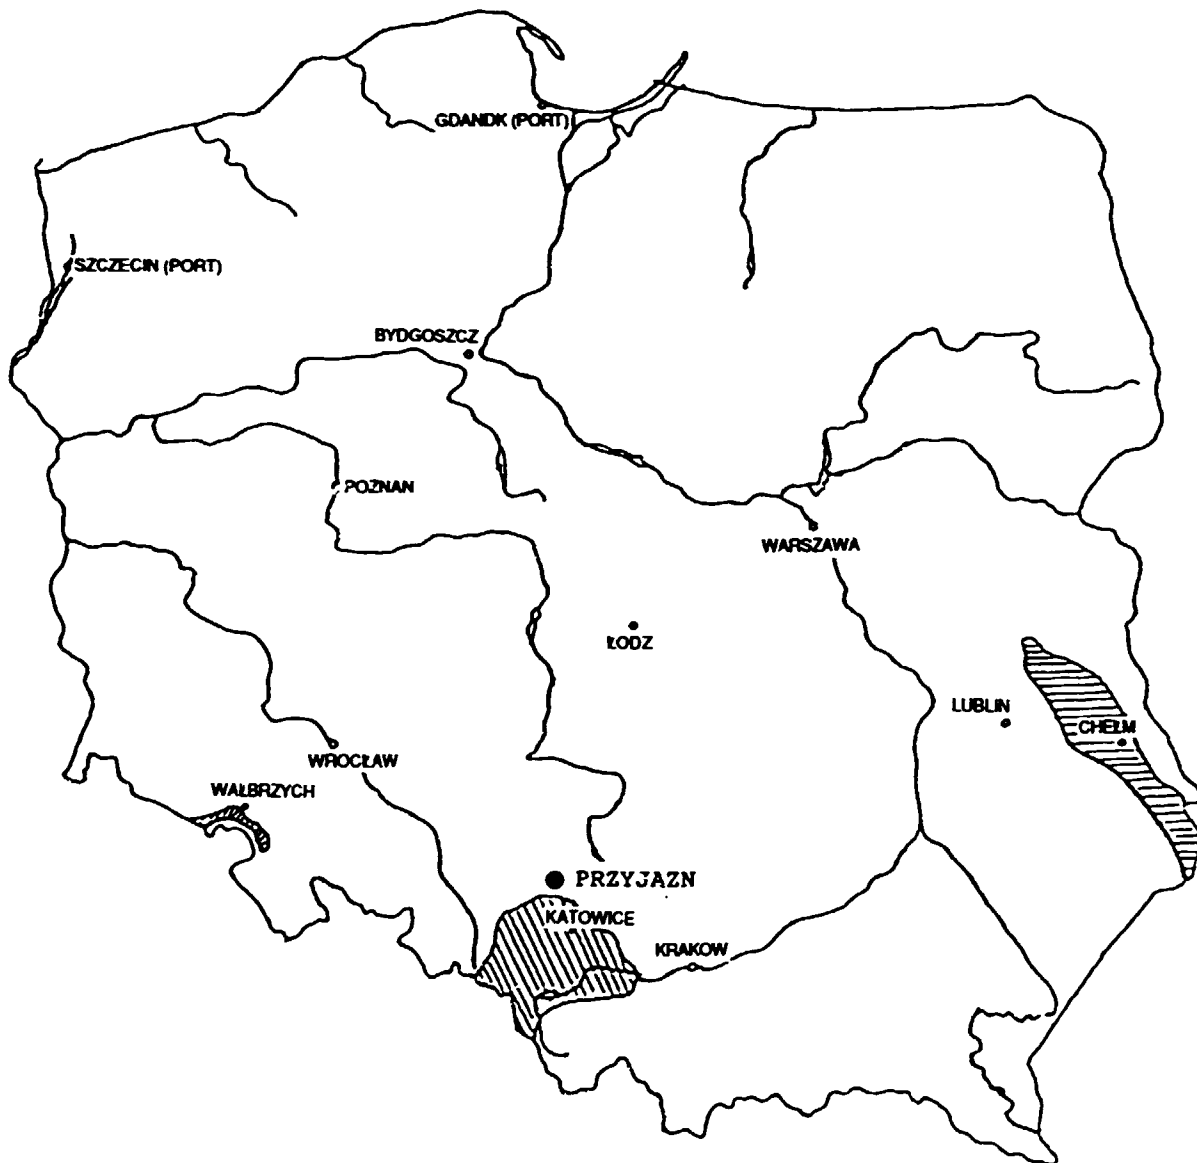 GDANDK (PORT)
SZCZECIN (PORT)
BYDGOSZCZ
POZNAN
WARSZAWA
ŁODZ
LUBLIN
CHEŁM
WROCŁAW
WAŁBRZYCH
PRZYJAZN
KATOWICE
KRAKOW